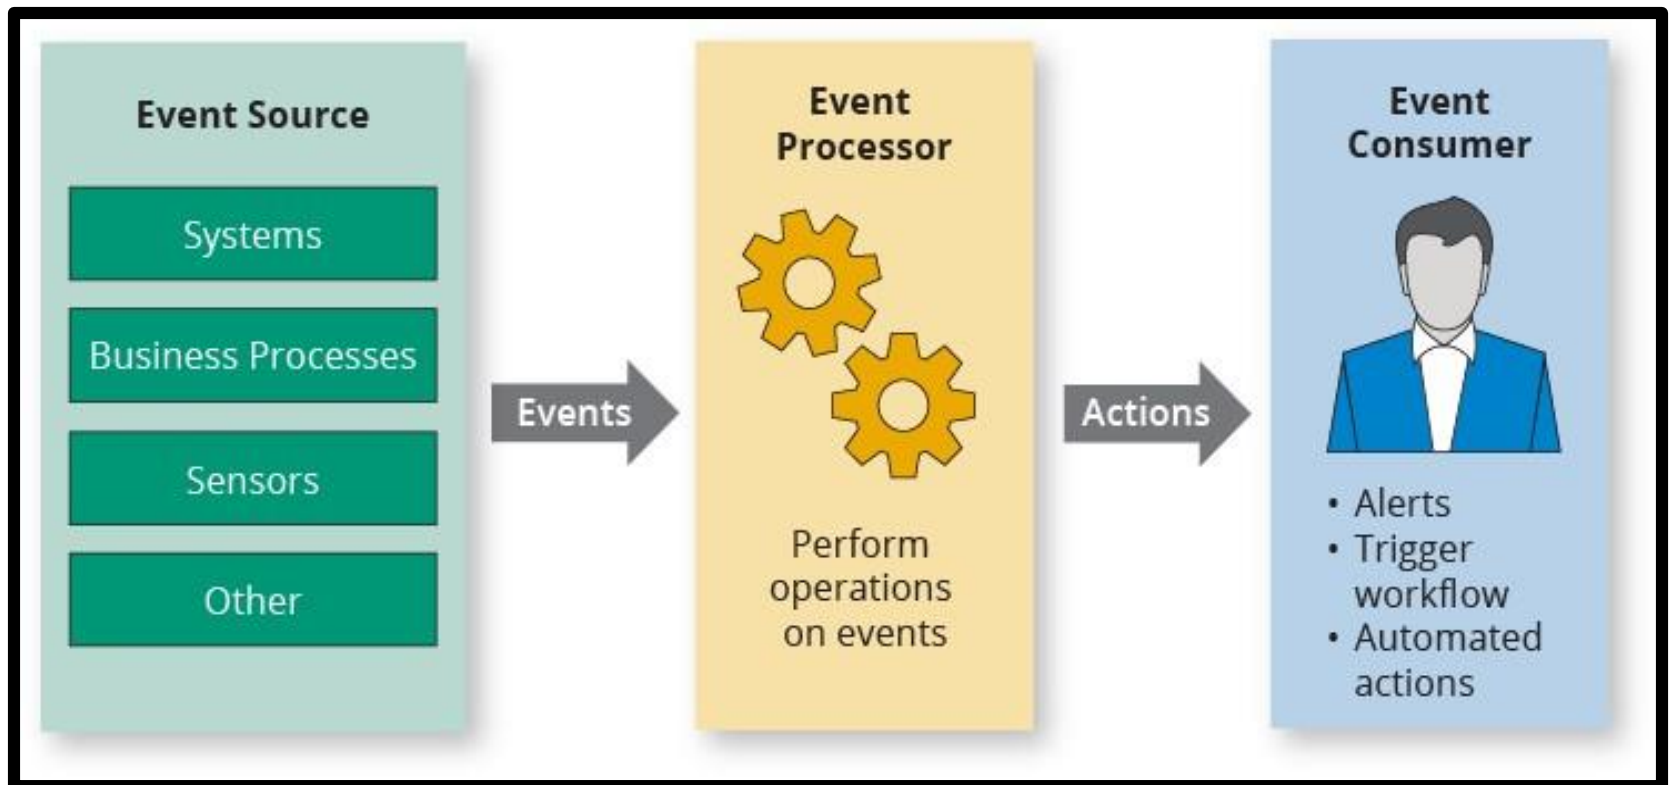 Event Source
Systems
Business Processes
Sensors
Other
Events
Event
Processor
Perform
operations
on events
Actions
Event
Consumer
• Alerts
• Trigger
workflow
• Automated
actions